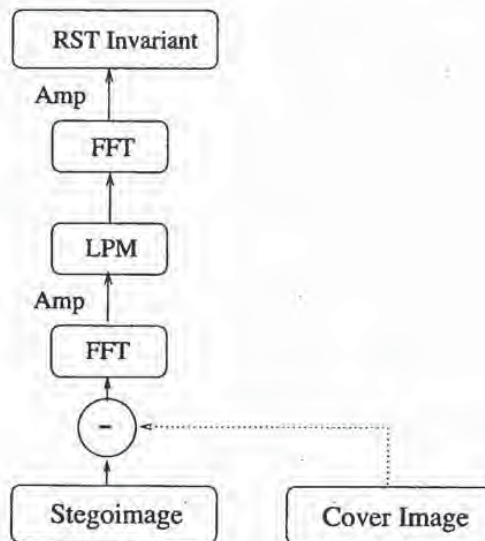 RST Invariant
Amp
FFT
LPM
Amp
FFT
-
Stegoimage
Cover Image